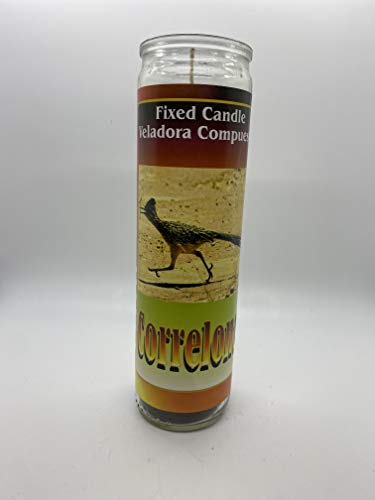 Fixed Candle
Veladora Compues
Correlon